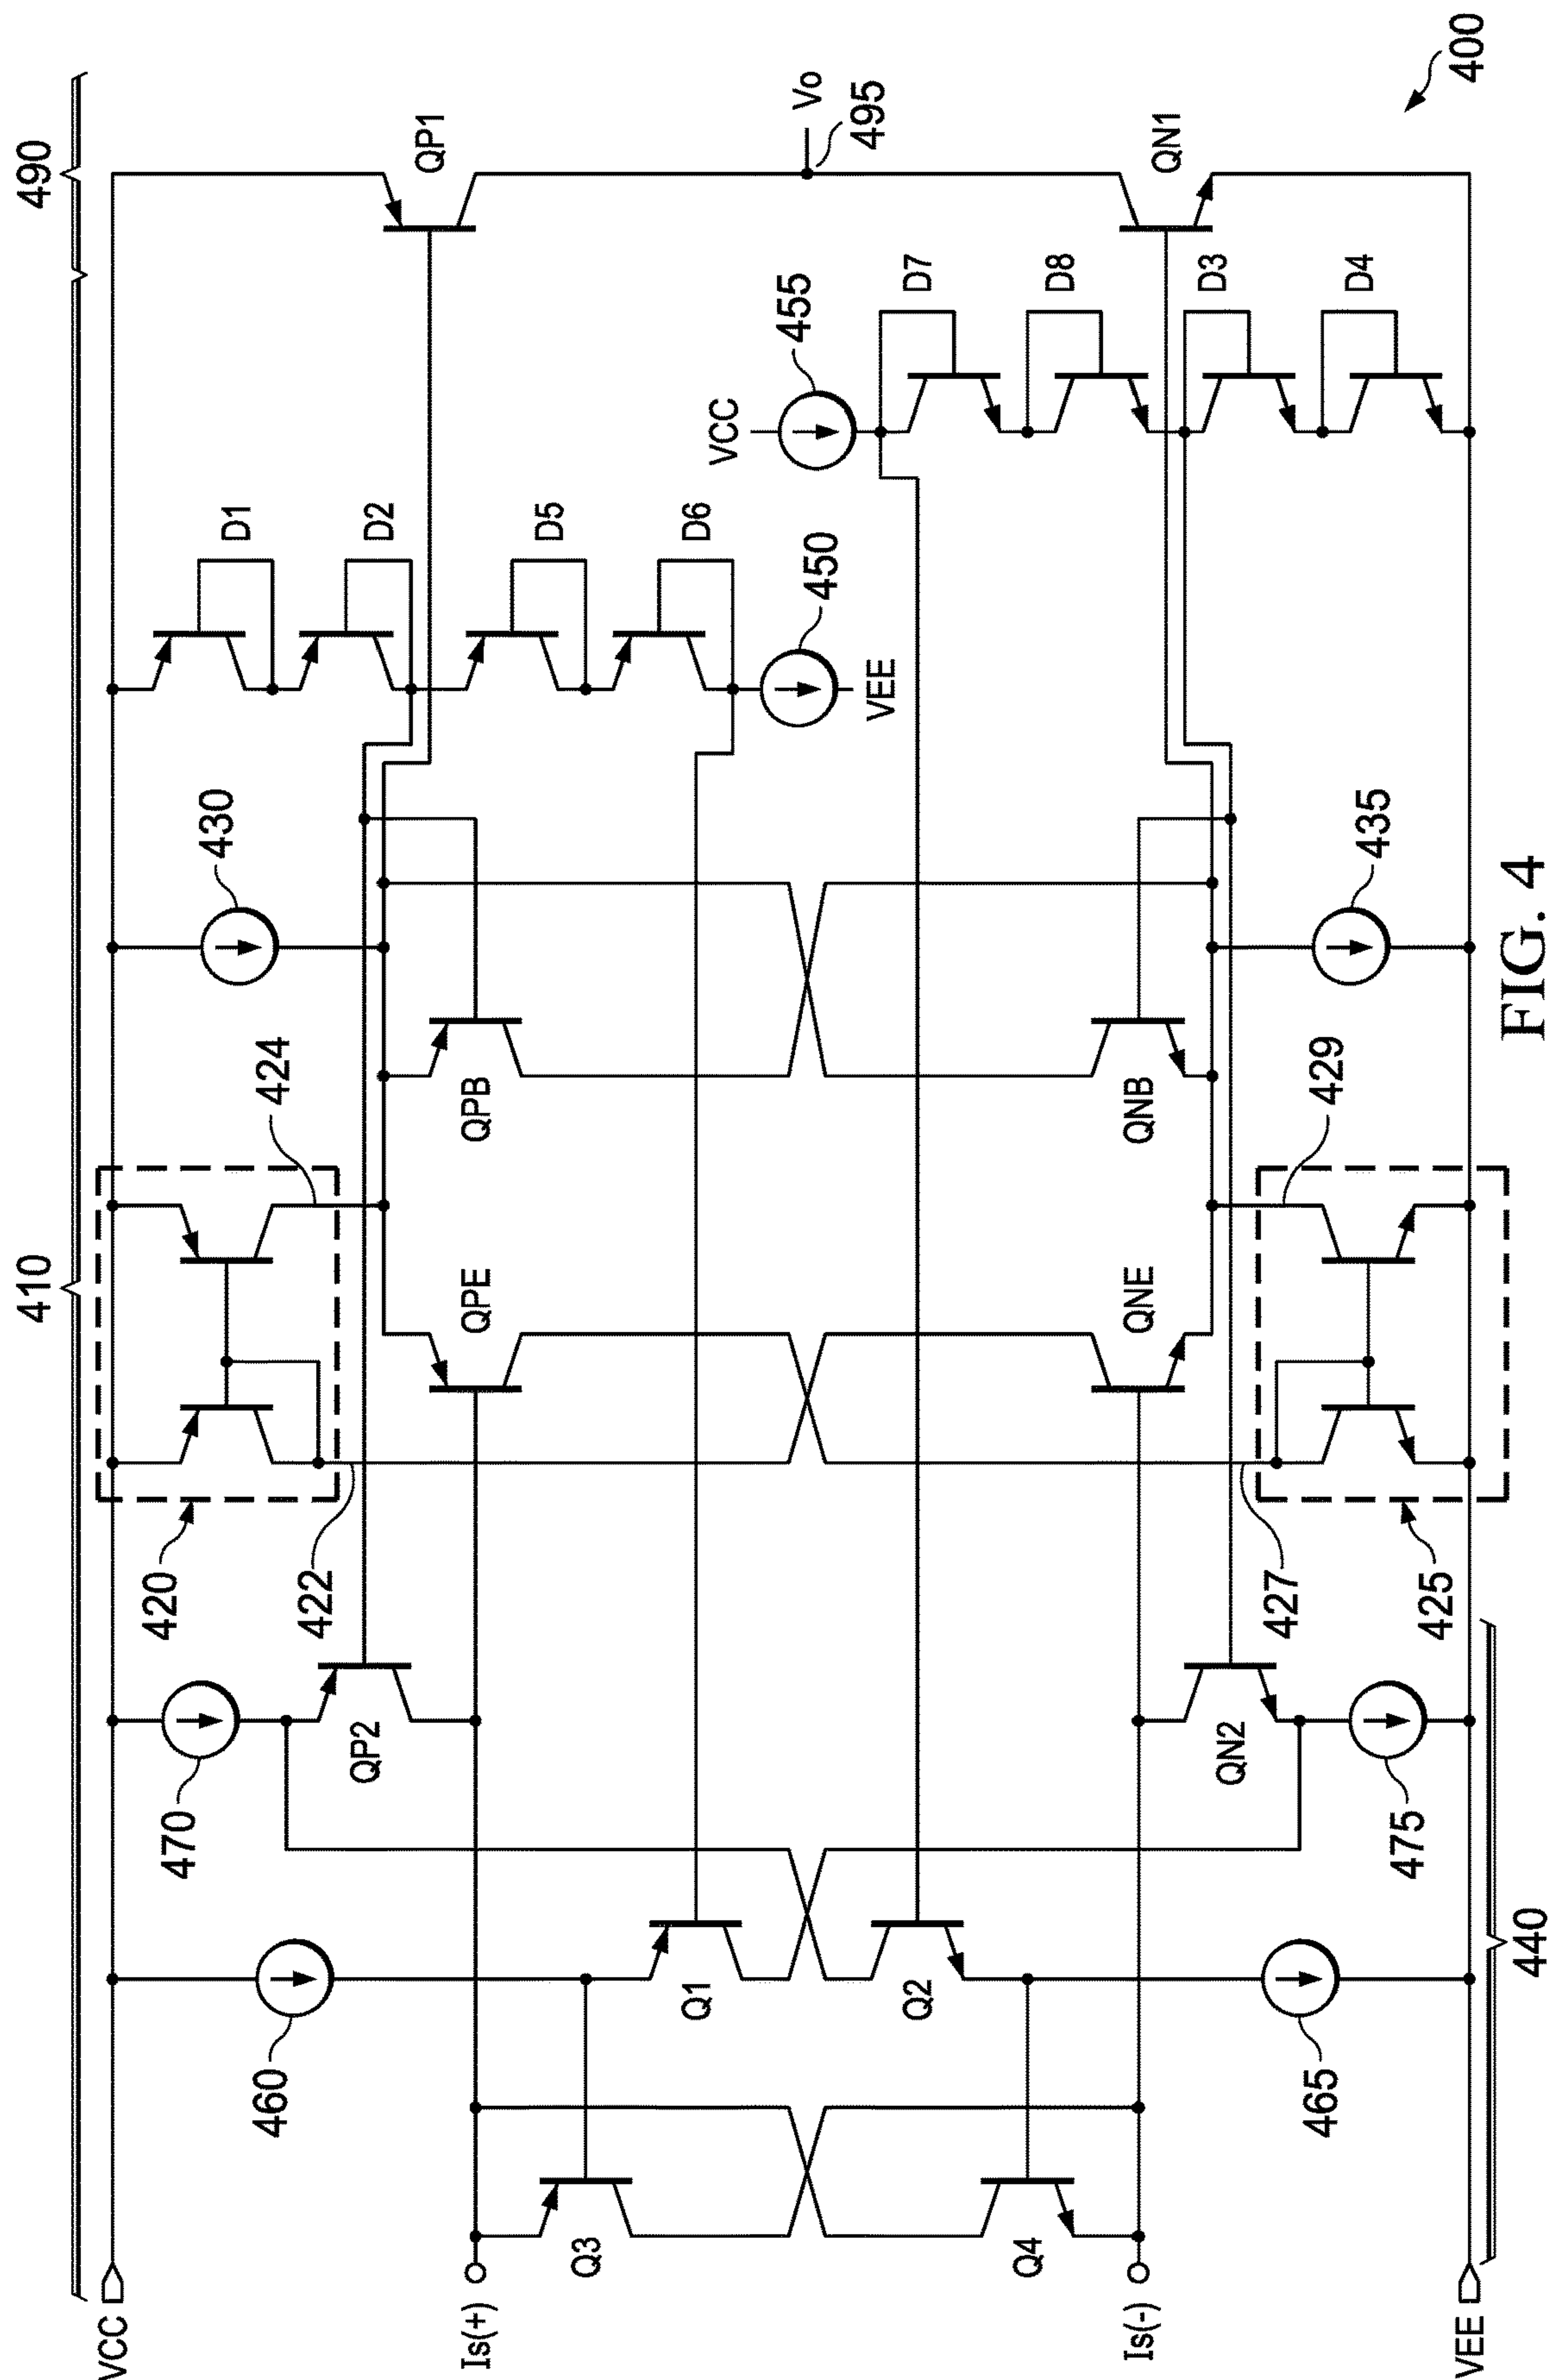 410
490
VCC
420
422
424
430
D1
D2
D5
D6
450
VEE
QP1
470
QP2
QPE
QPB
460
Is(+)
Q3
Q1
Vo
495
VCC
455
D7
D8
D3
D4
Q2
Q4
Is(-)
QN2
QNE
QNB
QN1
465
475
427
429
435
425
VEE
440
400
FIG. 4